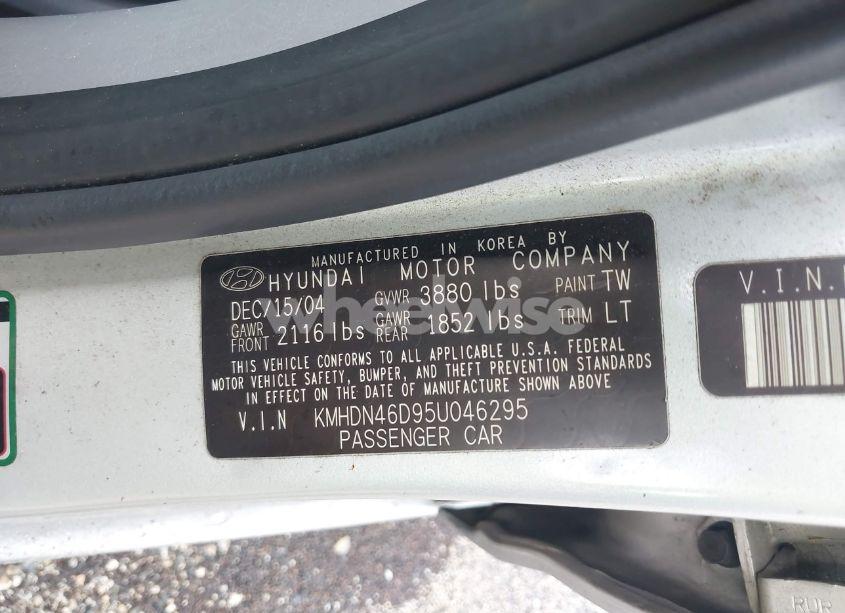 MANUFACTURED IN KOREA BY
HYUNDAI MOTOR COMPANY
DEC/15/04 GVWR 3880 lbs PAINT TW
GAWR FRONT 2116 lbs GAWR REAR 1852 lbs TRIM LT
THIS VEHICLE CONFORMS TO ALL APPLICABLE U.S.A. FEDERAL
MOTOR VEHICLE SAFETY, BUMPER, AND THEFT PREVENTION STANDARDS
IN EFFECT ON THE DATE OF MANUFACTURE SHOWN ABOVE
V.I.N KMHDN46D95U046295
PASSENGER CAR
V.I.N.
wheelwise
RUR